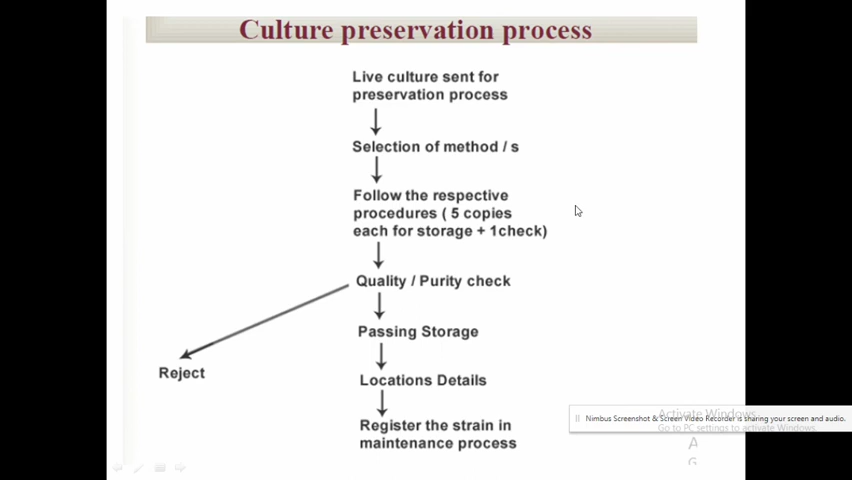 Culture preservation process
Live culture sent for
preservation process
Selection of method / s
Follow the respective
procedures ( 5 copies
each for storage + 1check)
Quality / Purity check
Passing Storage
Reject
Locations Details
Register the strain in
maintenance process
Activate Windows
Nimbus Screenshot & Screen Video Recorder is sharing your screen and audio.
Go to PC settings to activate Windows.
A
G